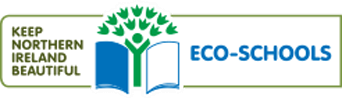 KEEP
NORTHERN
IRELAND
BEAUTIFUL
ECO-SCHOOLS